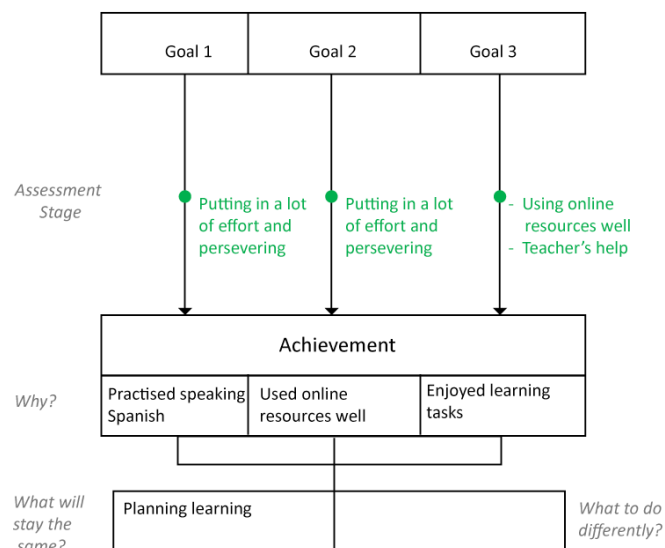 Goal 1
Goal 2
Goal 3
Assessment
Stage
Putting in a lot
of effort and
persevering
Putting in a lot
of effort and
persevering
- Using online
resources well
- Teacher's help
Achievement
Why?
Practised speaking
Spanish
Used online
resources well
Enjoyed learning
tasks
What will
stay the
same?
Planning learning
What to do
differently?